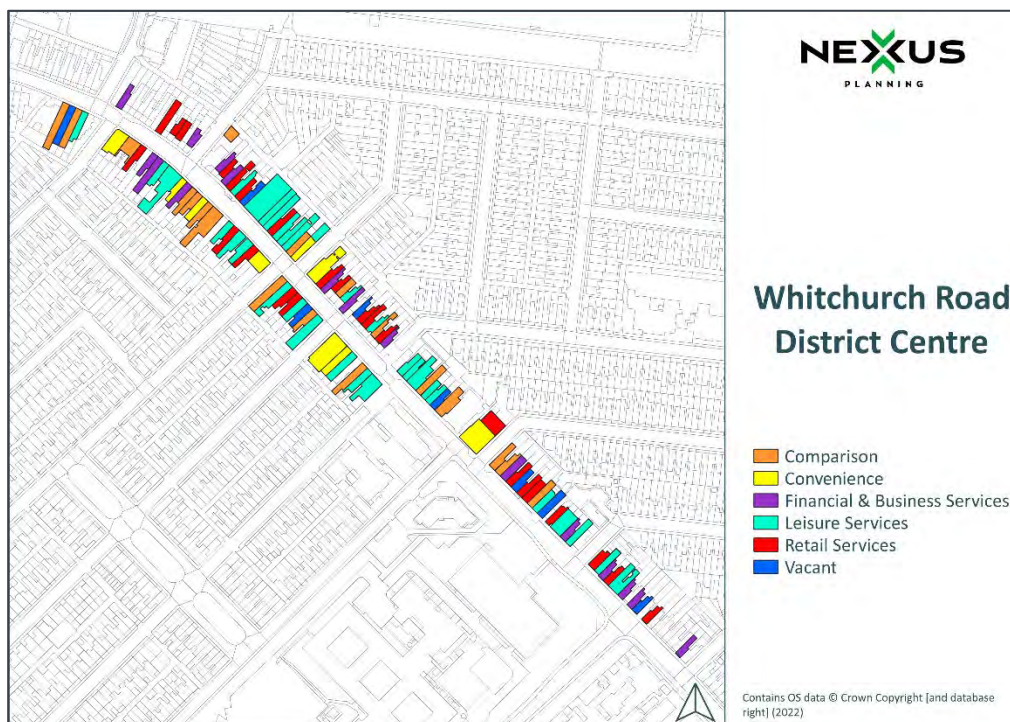 NEXUS
PLANNING
Whitchurch Road
District Centre
Comparison
Convenience
Financial & Business Services
Leisure Services
Retail Services
Vacant
Contains OS data © Crown Copyright [and database
right] (2022)